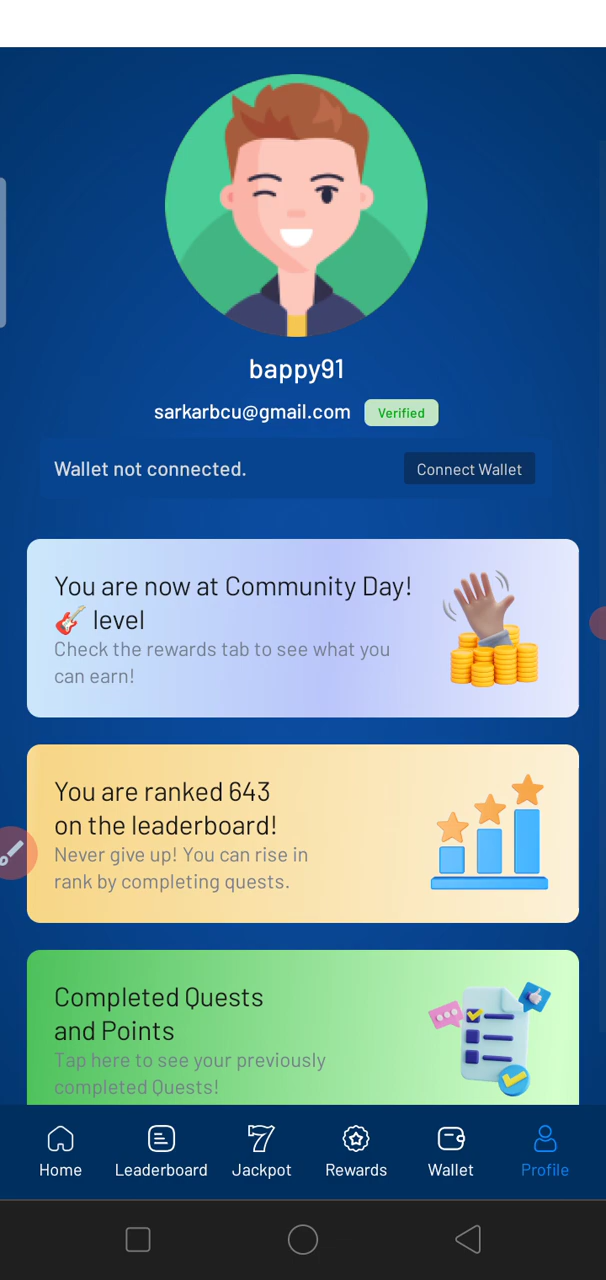 bappy91
sarkarbcu@gmail.com Verified
Wallet not connected. Connect Wallet
You are now at Community Day!
🎸 level
Check the rewards tab to see what you
can earn!
You are ranked 643
on the leaderboard!
Never give up! You can rise in
rank by completing quests.
Completed Quests
and Points
Tap here to see your previously
completed Quests!
Home Leaderboard Jackpot Rewards Wallet Profile